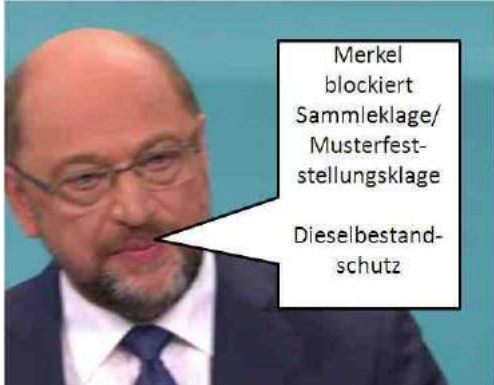 Merkel
blockiert
Sammleklage/
Musterfest-
stellungsklage
Dieselbestand-
schutz